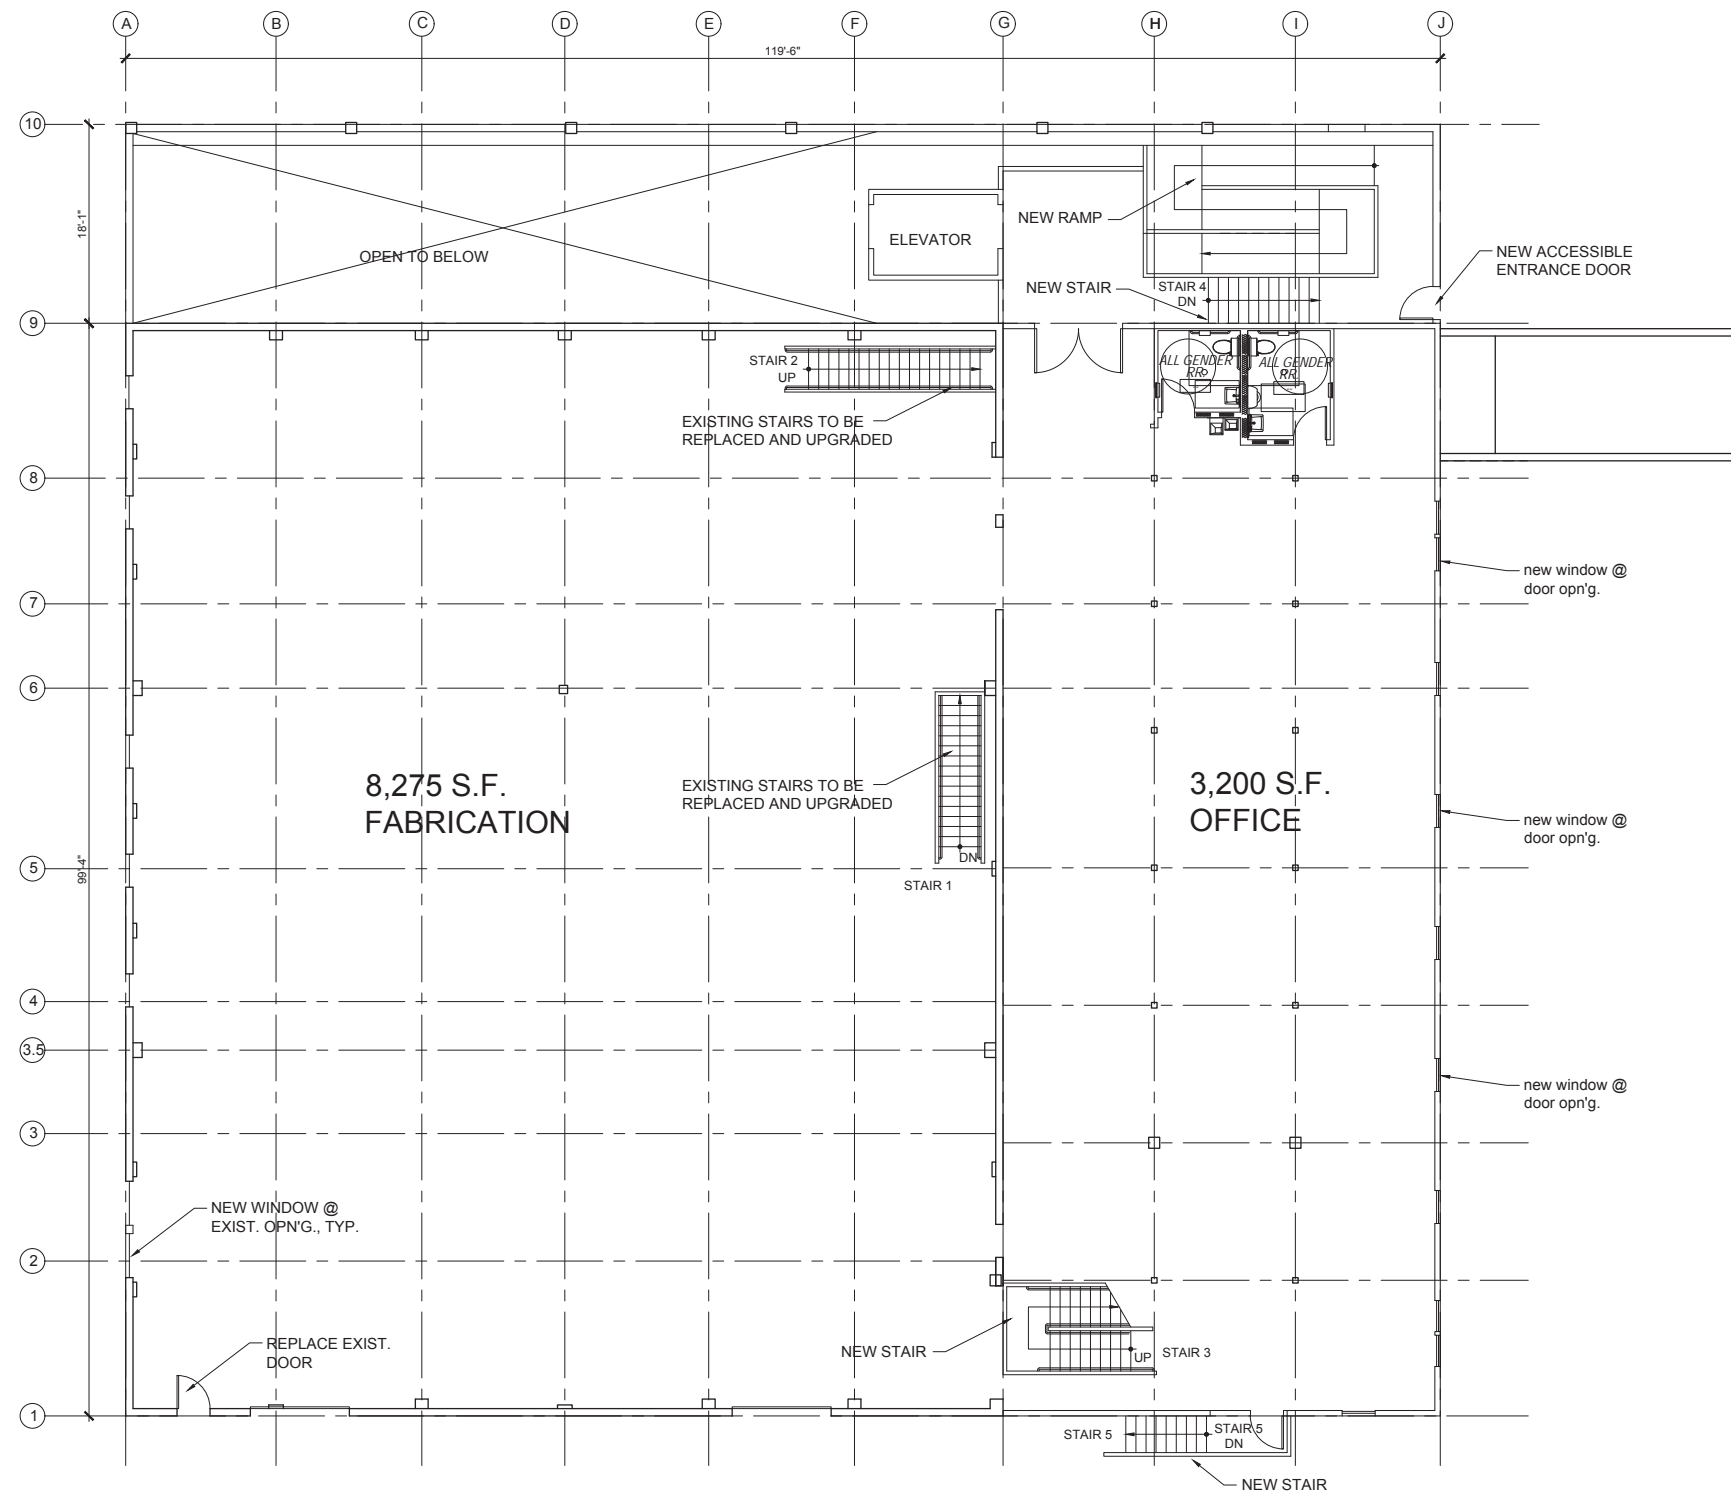 A B C D E F G H I J
119'-6"
10
18'-1"
NEW RAMP
ELEVATOR
OPEN TO BELOW
NEW ACCESSIBLE
ENTRANCE DOOR
NEW STAIR
STAIR 4
DN
9
STAIR 2
UP
ALL GENDER
RR.
ALL GENDER
RR.
EXISTING STAIRS TO BE
REPLACED AND UPGRADED
8
new window @
door opn'g.
7
6
8,275 S.F.
FABRICATION
EXISTING STAIRS TO BE
REPLACED AND UPGRADED
3,200 S.F.
OFFICE
new window @
door opn'g.
DN
5
99'-4"
STAIR 1
4
3.5
new window @
door opn'g.
3
NEW WINDOW @
EXIST. OPN'G., TYP.
2
REPLACE EXIST.
DOOR
NEW STAIR
UP
STAIR 3
1
STAIR 5
STAIR 5
DN
NEW STAIR